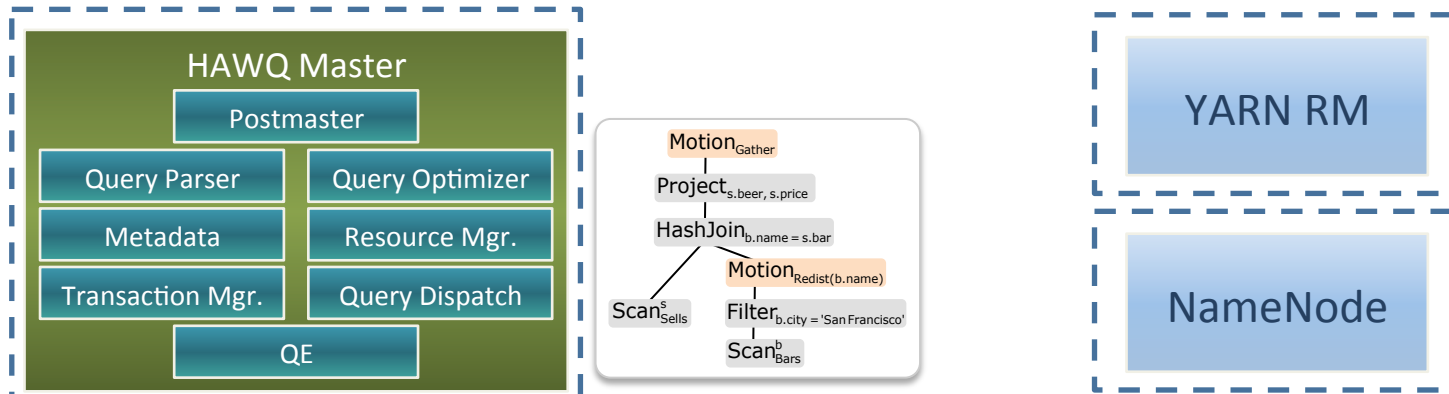 HAWQ Master
Postmaster
Query Parser
Query Optimizer
Metadata
Resource Mgr.
Transaction Mgr.
Query Dispatch
QE
Motion Gather
Project s.beer, s.price
HashJoin b.name = s.bar
Motion Redist(b.name)
Scan s Sells
Filter b.city = 'San Francisco'
Scan b Bars
YARN RM
NameNode